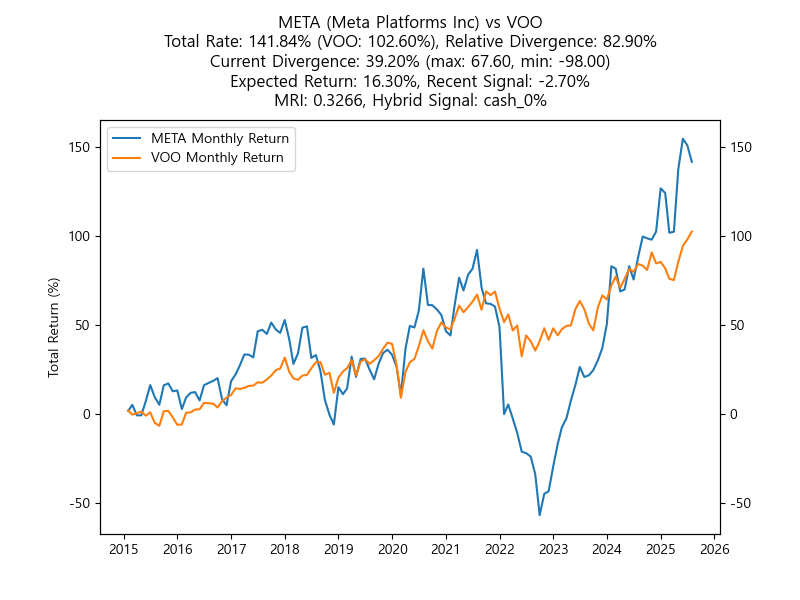 META (Meta Platforms Inc) vs VOO
Total Rate: 141.84% (VOO: 102.60%), Relative Divergence: 82.90%
Current Divergence: 39.20% (max: 67.60, min: -98.00)
Expected Return: 16.30%, Recent Signal: -2.70%
MRI: 0.3266, Hybrid Signal: cash_0%
META Monthly Return
VOO Monthly Return
Total Return (%)
150
100
50
0
-50
150
100
50
0
-50
2015 2016 2017 2018 2019 2020 2021 2022 2023 2024 2025 2026